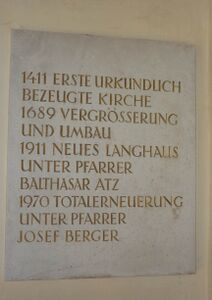 1411 ERSTE URKUNDLICH
BEZEUGTE KIRCHE
1689 VERGRÖSSERUNG
UND UMBAU
1911 NEUES LANGHAUS
UNTER PFARRER
BALTHASAR ATZ
1970 TOTALERNEUERUNG
UNTER PFARRER
JOSEF BERGER